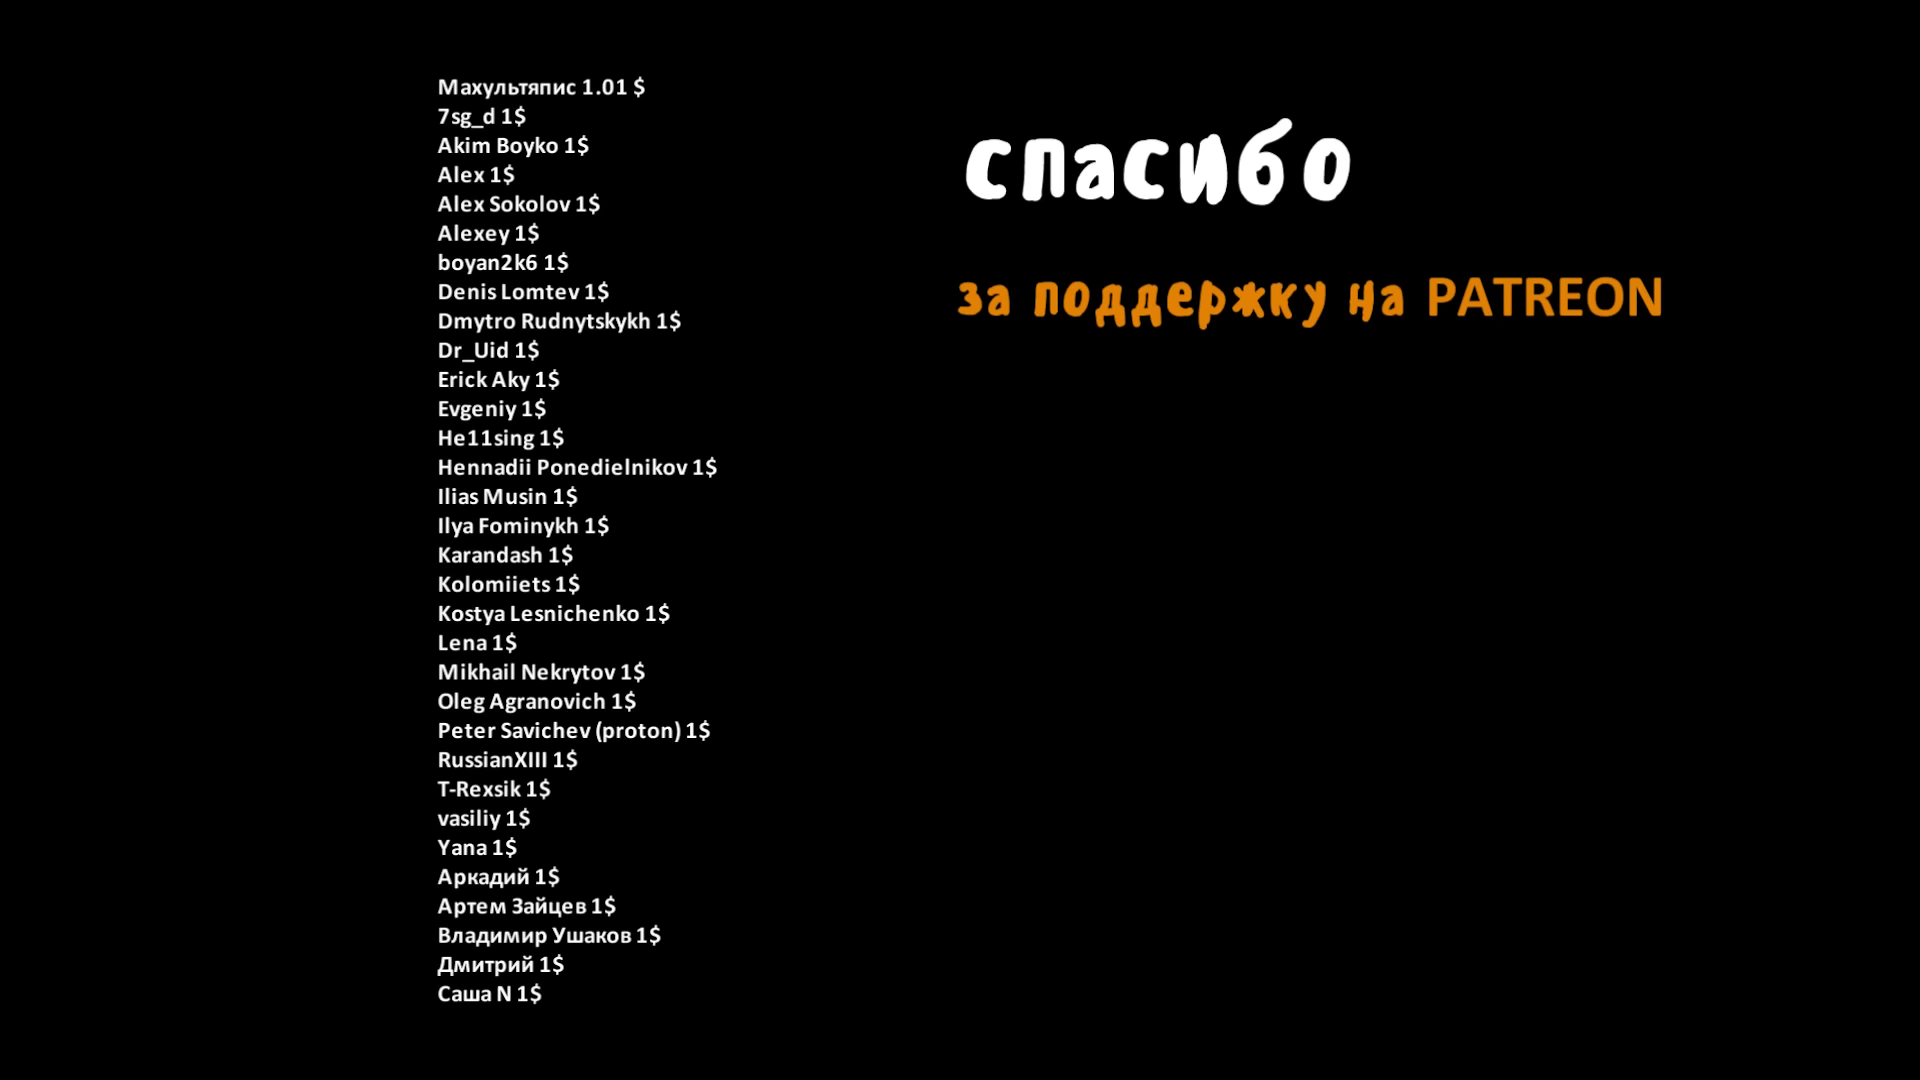 Махультяпис 1.01 $
7sg_d 1$
Akim Boyko 1$
Alex 1$
Alex Sokolov 1$
Alexey 1$
boyan2k6 1$
Denis Lomtev 1$
Dmytro Rudnytskykh 1$
Dr_Uid 1$
Erick Aky 1$
Evgeniy 1$
He11sing 1$
Hennadii Ponedielnikov 1$
Ilias Musin 1$
Ilya Fominykh 1$
Karandash 1$
Kolomiiets 1$
Kostya Lesnichenko 1$
Lena 1$
Mikhail Nekrytov 1$
Oleg Agranovich 1$
Peter Savichev (proton) 1$
RussianXIII 1$
T-Rexsik 1$
vasiliy 1$
Yana 1$
Аркадий 1$
Артем Зайцев 1$
Владимир Ушаков 1$
Дмитрий 1$
Саша N 1$
спасибо
за поддержку на PATREON